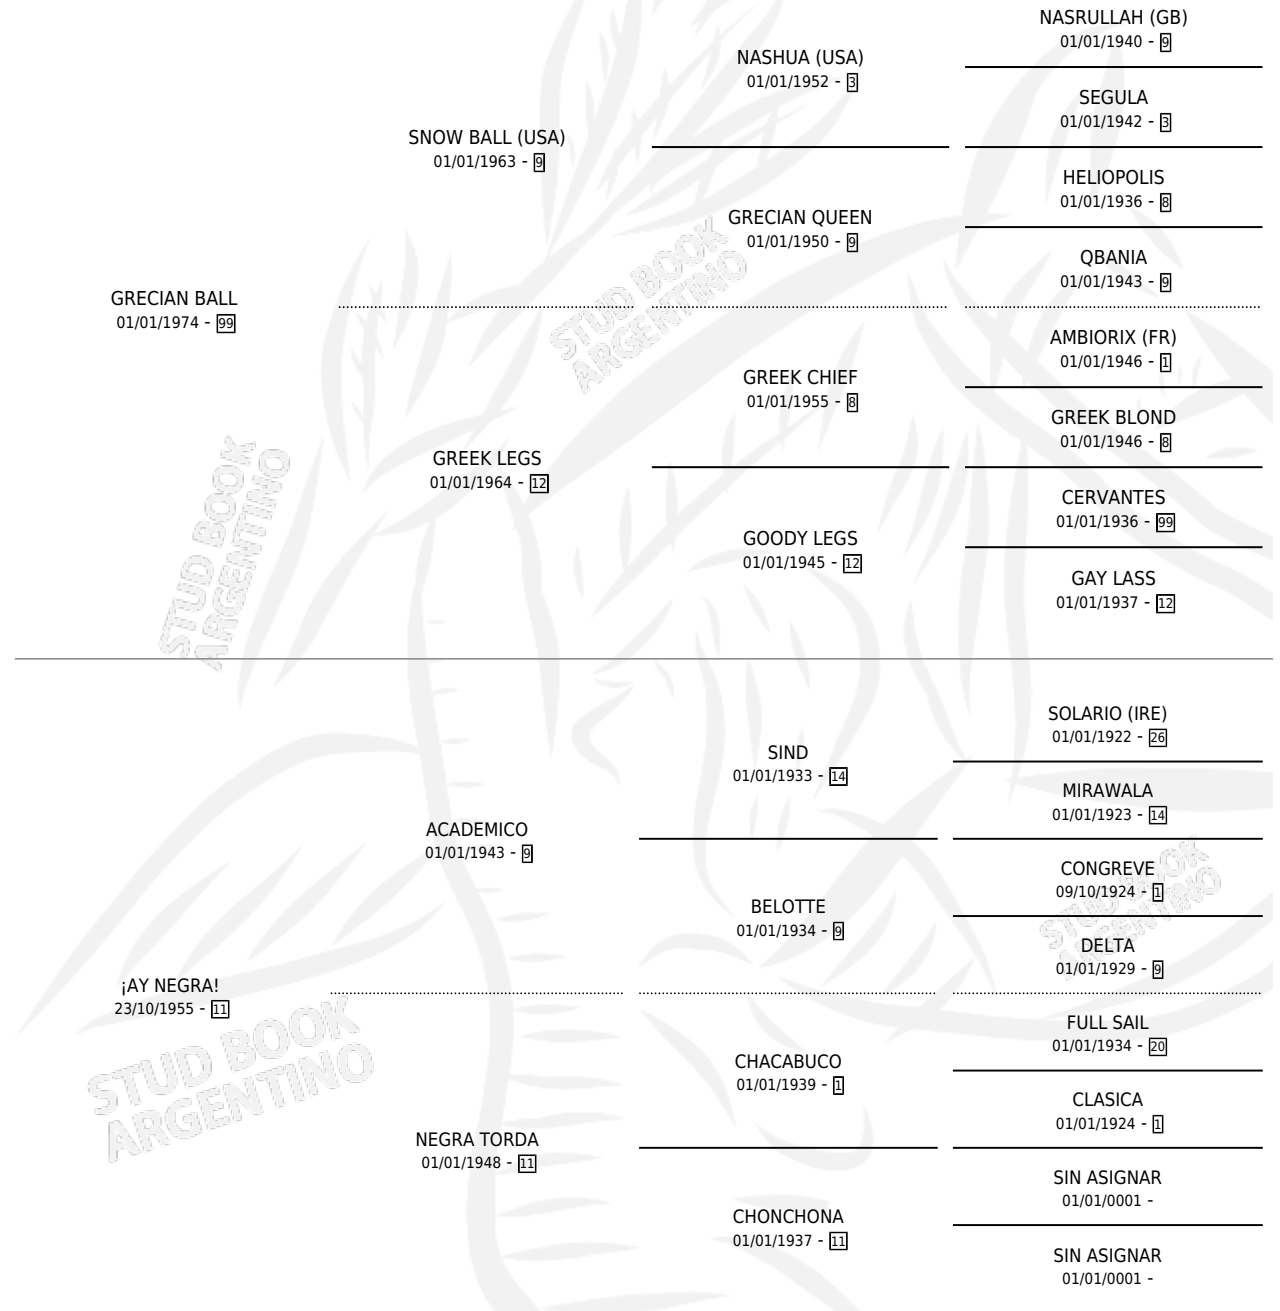 NASRULLAH (GB)
01/01/1940 - 9
NASHUA (USA)
01/01/1952 - 3
SEGULA
01/01/1942 - 3
SNOW BALL (USA)
01/01/1963 - 9
HELIOPOLIS
01/01/1936 - 8
GRECIAN QUEEN
01/01/1950 - 9
QBANIA
01/01/1943 - 9
GRECIAN BALL
01/01/1974 - 99
AMBIORIX (FR)
01/01/1946 - 1
GREEK CHIEF
01/01/1955 - 8
GREEK BLOND
01/01/1946 - 8
GREEK LEGS
01/01/1964 - 12
CERVANTES
01/01/1936 - 99
GOODY LEGS
01/01/1945 - 12
GAY LASS
01/01/1937 - 12
STUD BOOK
ARGENTINO
STUD BOOK
ARGENTINO
SOLARIO (IRE)
01/01/1922 - 26
SIND
01/01/1933 - 14
MIRAWALA
01/01/1923 - 14
ACADEMICO
01/01/1943 - 9
CONGREVE
09/10/1924 - 1
BELOTTE
01/01/1934 - 9
DELTA
01/01/1929 - 9
¡AY NEGRA!
23/10/1955 - 11
FULL SAIL
01/01/1934 - 20
CHACABUCO
01/01/1939 - 1
CLASICA
01/01/1924 - 1
NEGRA TORDA
01/01/1948 - 11
SIN ASIGNAR
01/01/0001 -
CHONCHONA
01/01/1937 - 11
SIN ASIGNAR
01/01/0001 -
STUD BOOK
ARGENTINO
STUD BOOK
ARGENTINO